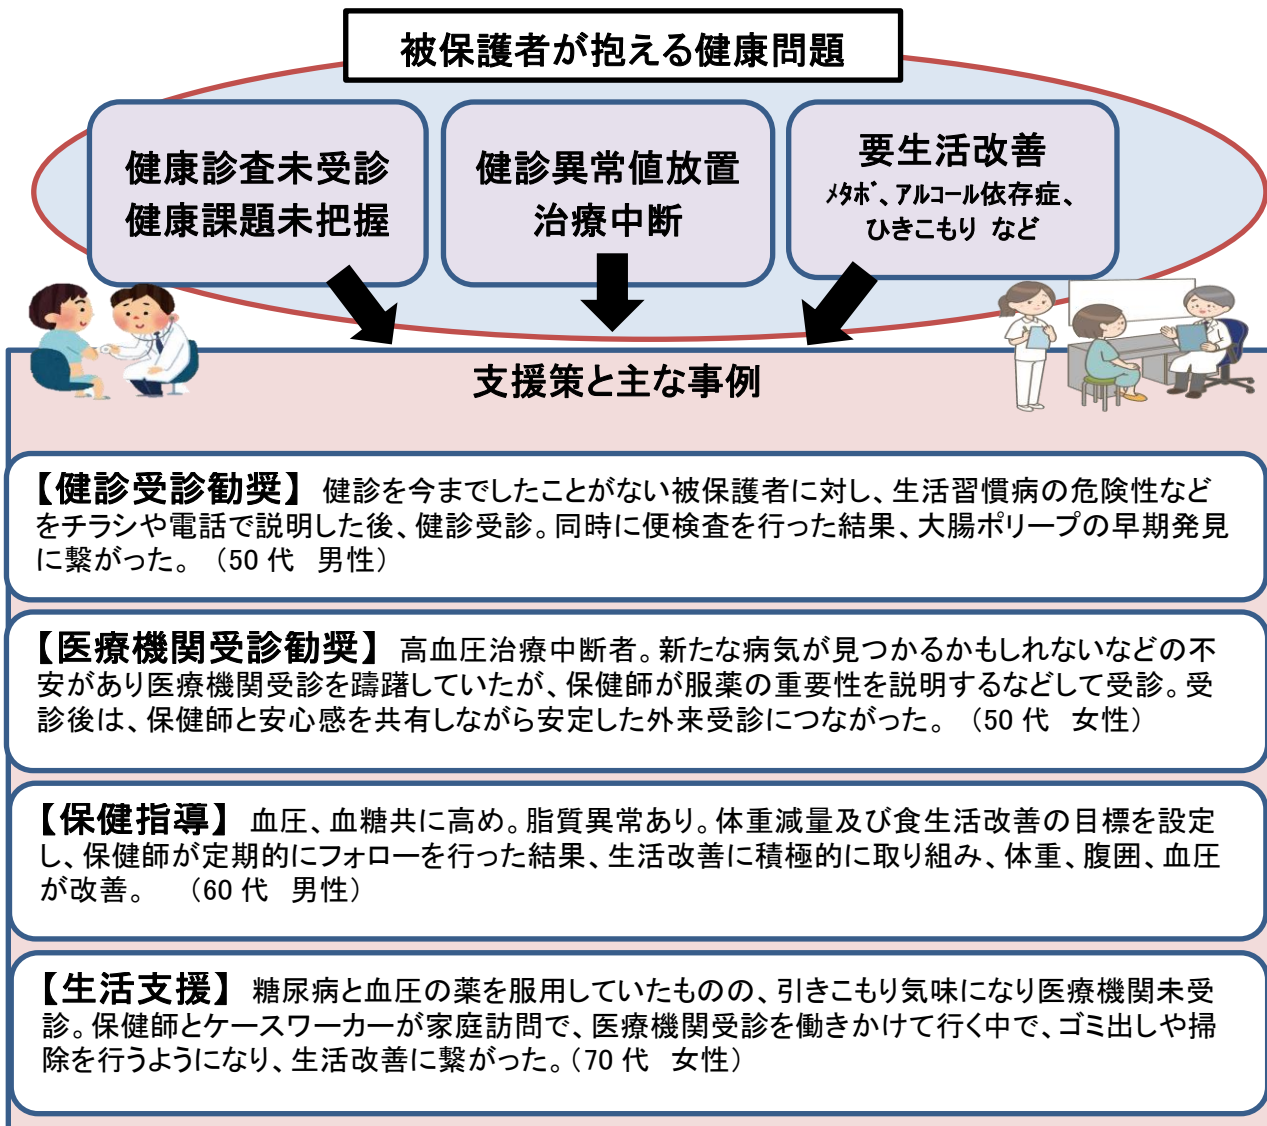 被保護者が抱える健康問題
健康診査未受診
健康課題未把握
健診異常値放置
治療中断
要生活改善
ﾒﾀﾎﾞ、ｱﾙｺｰﾙ依存症、
ひきこもり など
支援策と主な事例
【健診受診勧奨】 健診を今までしたことがない被保護者に対し、生活習慣病の危険性など
をチラシや電話で説明した後、健診受診。同時に便検査を行った結果、大腸ポリープの早期発見
に繋がった。 （50 代 男性）
【医療機関受診勧奨】 高血圧治療中断者。新たな病気が見つかるかもしれないなどの不
安があり医療機関受診を躊躇していたが、保健師が服薬の重要性を説明するなどして受診。受
診後は、保健師と安心感を共有しながら安定した外来受診につながった。 （50 代 女性）
【保健指導】 血圧、血糖共に高め。脂質異常あり。体重減量及び食生活改善の目標を設定
し、保健師が定期的にフォローを行った結果、生活改善に積極的に取り組み、体重、腹囲、血圧
が改善。 （60 代 男性）
【生活支援】 糖尿病と血圧の薬を服用していたものの、引きこもり気味になり医療機関未受
診。保健師とケースワーカーが家庭訪問で、医療機関受診を働きかけて行く中で、ゴミ出しや掃
除を行うようになり、生活改善に繋がった。（70 代 女性）